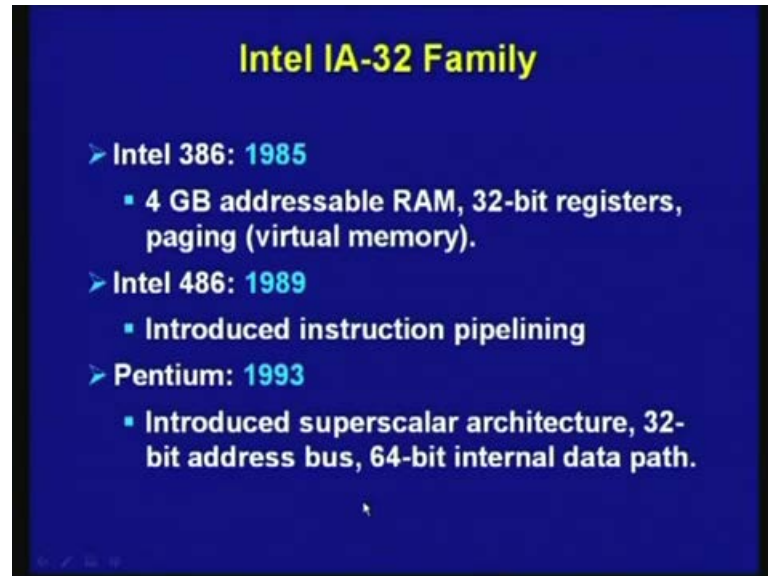 Intel IA-32 Family
➢ Intel 386: 1985
▪ 4 GB addressable RAM, 32-bit registers,
paging (virtual memory).
➢ Intel 486: 1989
▪ Introduced instruction pipelining
➢ Pentium: 1993
▪ Introduced superscalar architecture, 32-
bit address bus, 64-bit internal data path.